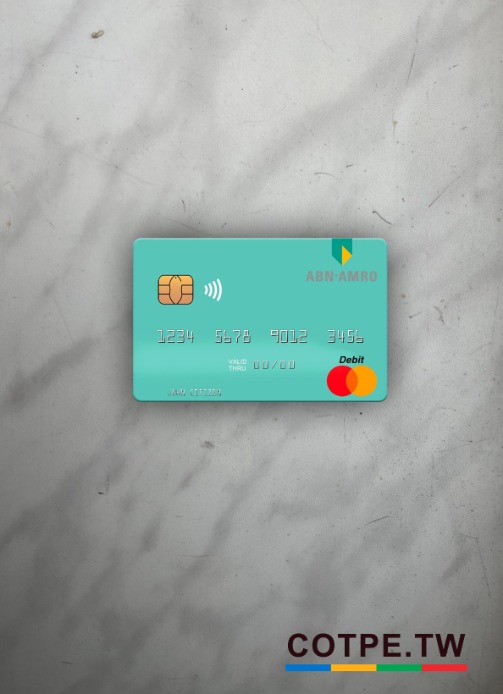 ABN·AMRO
1234 5678 9012 3456
VALID
THRU 00/00
Debit
COTPE.TW